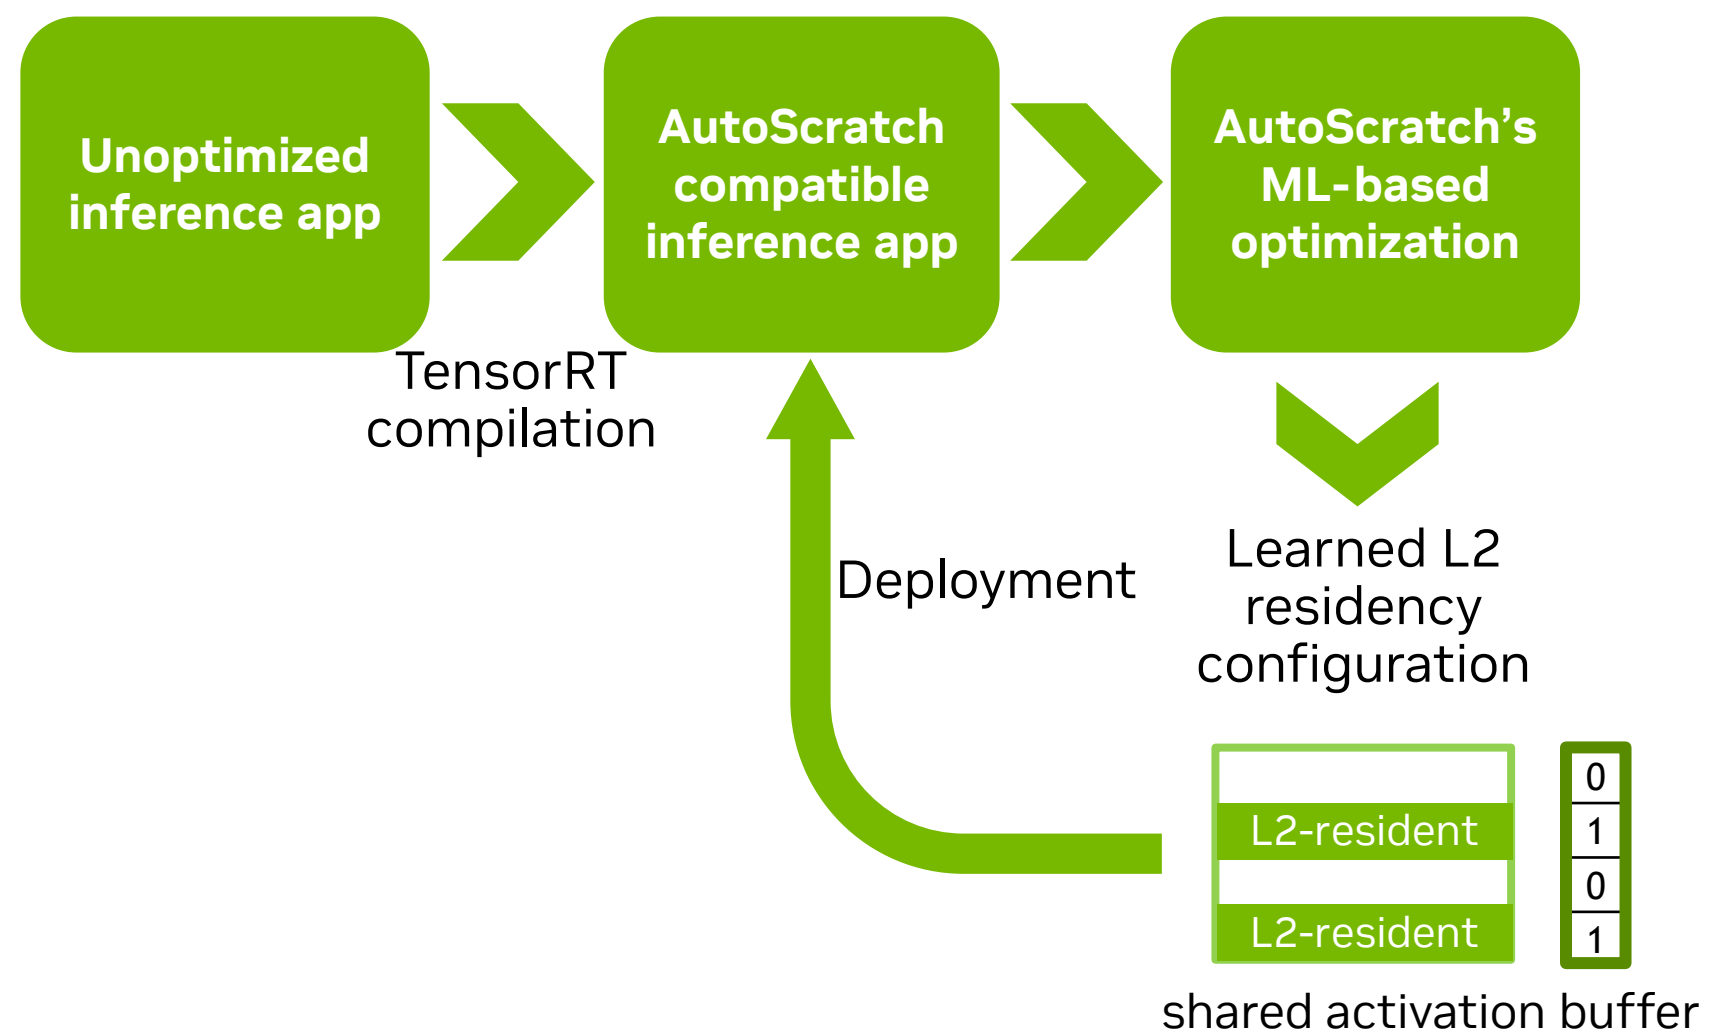 Unoptimized
inference app
AutoScratch
compatible
inference app
AutoScratch’s
ML-based
optimization
TensorRT
compilation
Deployment
Learned L2
residency
configuration
L2-resident
L2-resident
0
1
0
1
shared activation buffer